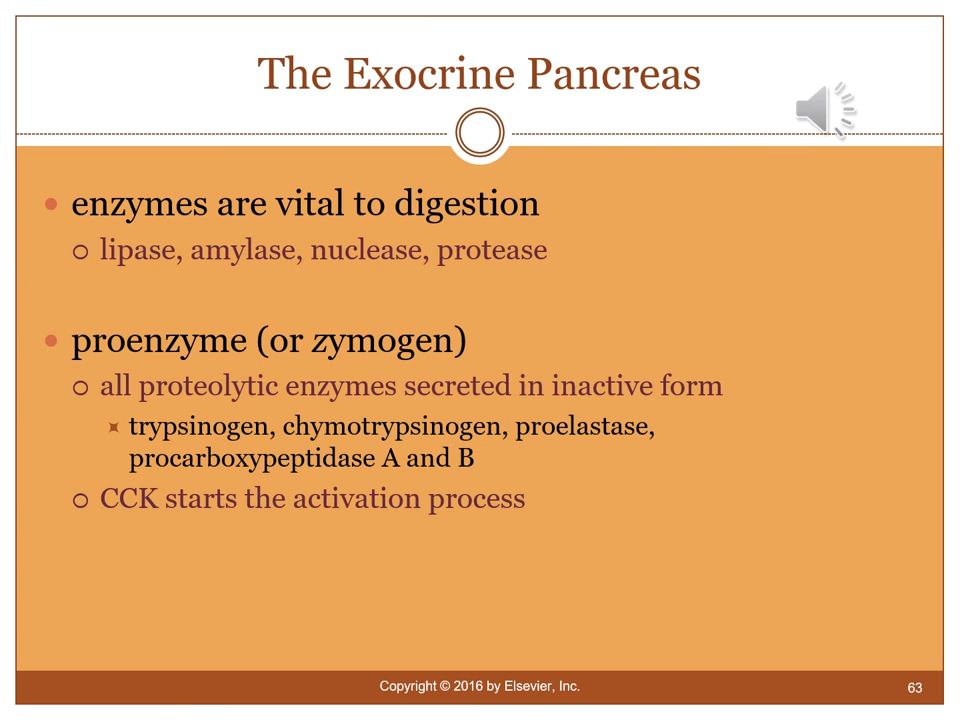 The Exocrine Pancreas
enzymes are vital to digestion
lipase, amylase, nuclease, protease
proenzyme (or zymogen)
all proteolytic enzymes secreted in inactive form
trypsinogen, chymotrypsinogen, proelastase,
procarboxypeptidase A and B
CCK starts the activation process
Copyright © 2016 by Elsevier, Inc.
63